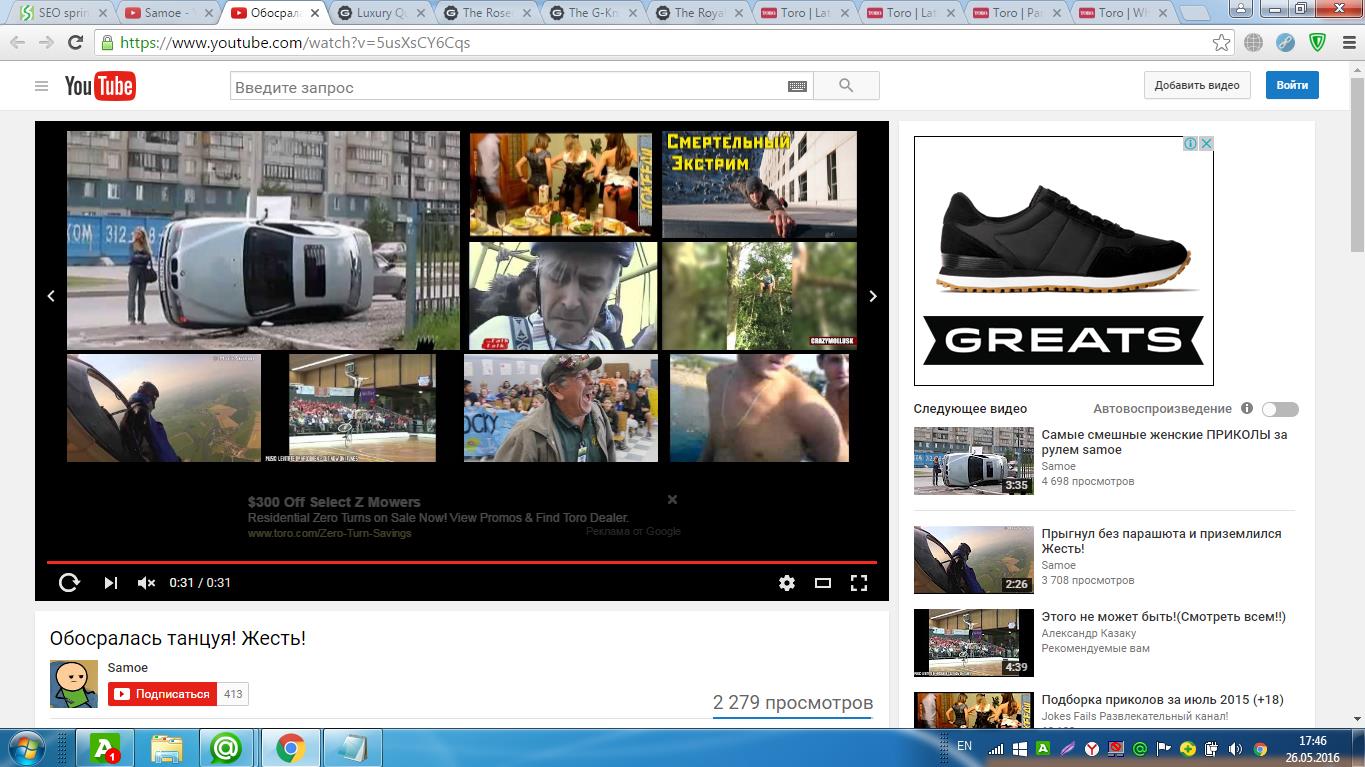 SEO sprin
Samoe -
Обосрала
Luxury Q
The Rose
The G-Kn
The Roya
Toro | Lat
Toro | Lat
Toro | Pa
Toro | Wh
https://www.youtube.com/watch?v=5usXsCY6Cqs
YouTube
Введите запрос
Добавить видео
Войти
КОМ 312
СМЕРТЕЛЬНЫЙ
ЭКСТРИМ
CRAZYMOLLUSK
GREATS
Следующее видео
Автовоспроизведение
Самые смешные женские ПРИКОЛЫ за
рулем samoe
Samoe
4 698 просмотров
3:35
Прыгнул без парашюта и приземлился
Жесть!
Samoe
3 708 просмотров
2:26
Этого не может быть!(Смотреть всем!!)
Александр Казаку
Рекомендуемые вам
4:39
Подборка приколов за июль 2015 (+18)
Jokes Fails Развлекательный канал!
$300 Off Select Z Mowers
Residential Zero Turns on Sale Now! View Promos & Find Toro Dealer.
www.toro.com/Zero-Turn-Savings
Реклама от Google
0:31 / 0:31
Обосралась танцуя! Жесть!
Samoe
Подписаться
413
2 279 просмотров
1
EN
17:46
26.05.2016